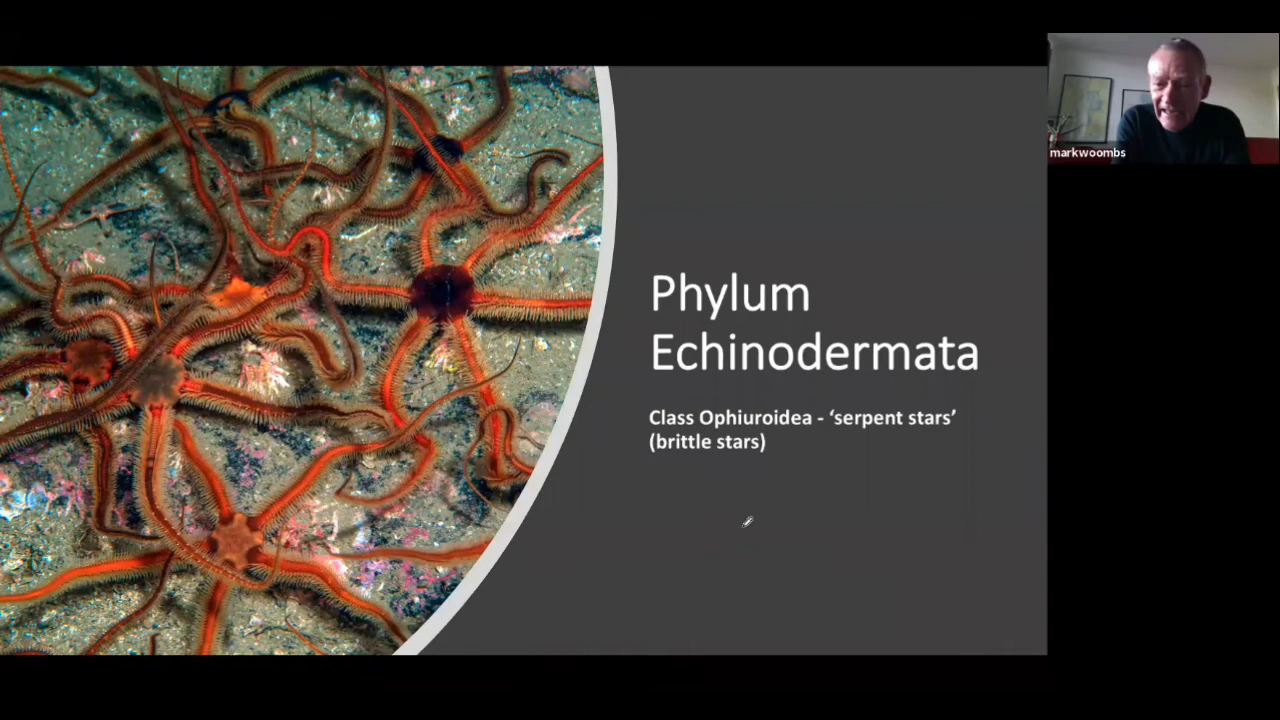 markwoombs
Phylum
Echinodermata
Class Ophiuroidea - ‘serpent stars’
(brittle stars)